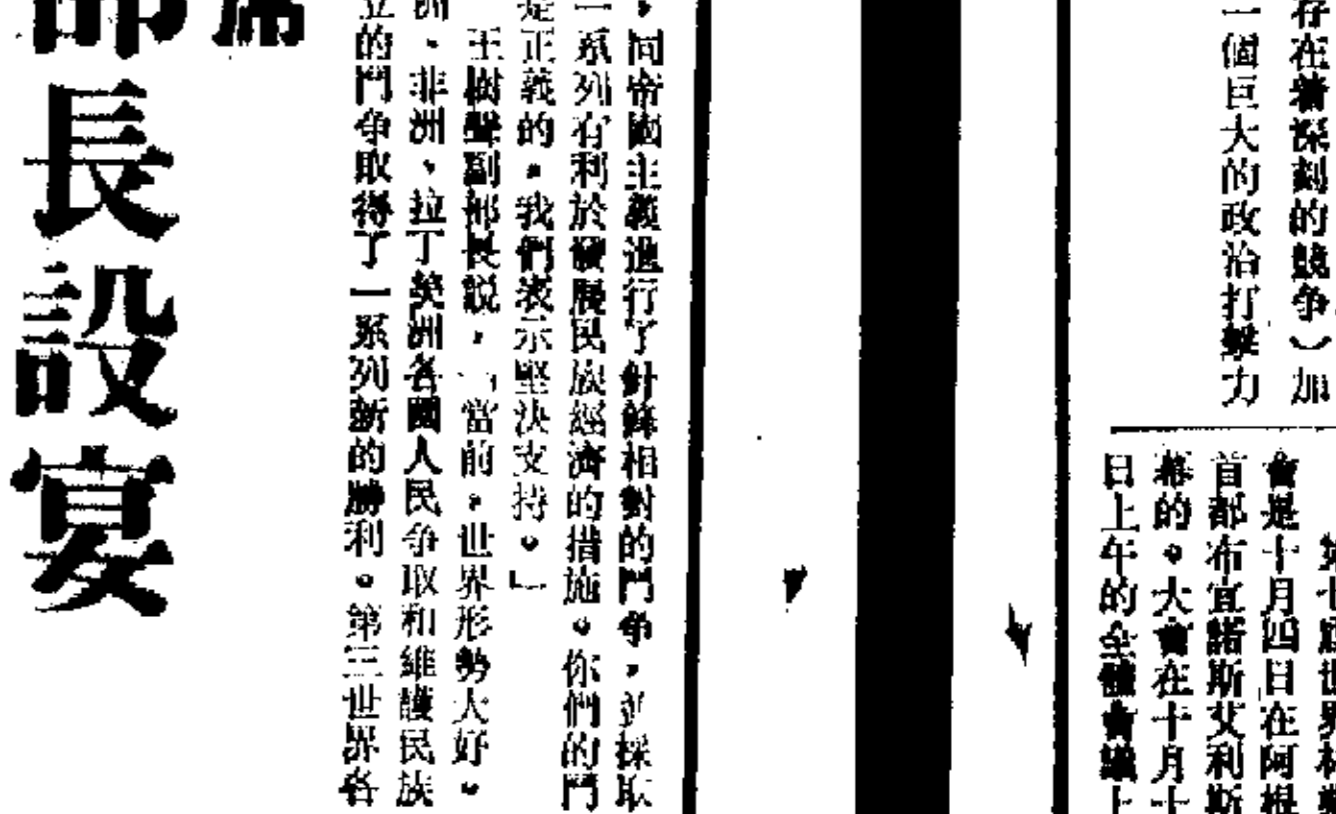 存在着深刻的競争）加
一個巨大的政治打擊力
會是十月四日在阿根
首都布宜諾斯艾利斯
幕的。大會在十月十
日上午的全體會議上
，同帝國主義進行了針鋒相對的鬥争，並採取
一系列有利於發展民族經濟的措施。你們的鬥
是正義的。我們表示堅決支持。」
王樹聲副部長説，「當前，世界形勢大好。
洲、非洲、拉丁美洲各國人民争取和維護民族
立的鬥争取得了一系列新的勝利。第三世界各
席
部長設宴